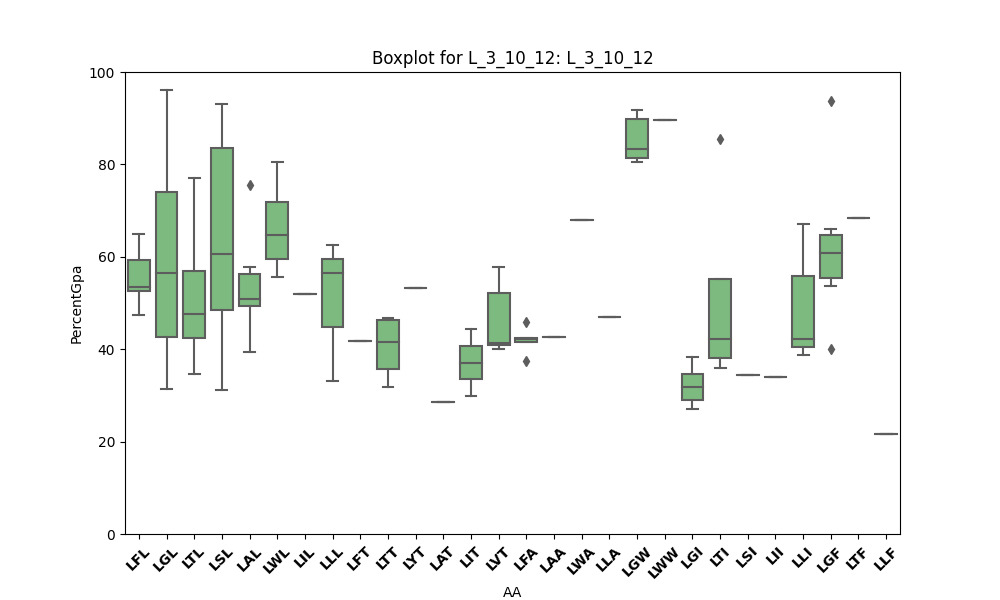 Boxplot for L_3_10_12: L_3_10_12
100
80
60
40
20
0
PercentGpa
LFL LGL LTL LSL LAL LWL LIL LLL LFT LTT LYT LAT LIT LVT LFA LAA LWA LLA LGW LWW LGI LTI LSI LII LLI LGF LTF LLF
AA